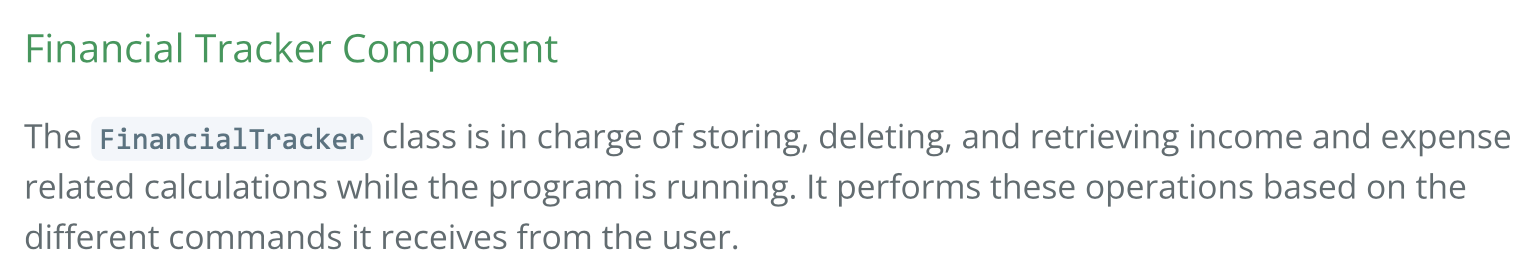 Financial Tracker Component
The FinancialTracker class is in charge of storing, deleting, and retrieving income and expense
related calculations while the program is running. It performs these operations based on the
different commands it receives from the user.